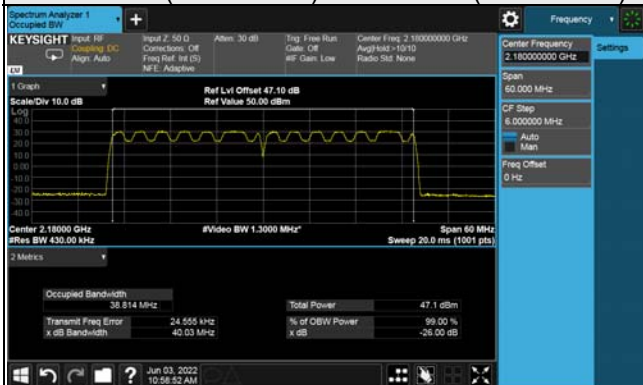 Spectrum Analyzer 1
Occupied BW
Frequency
KEYSIGHT
Input: RF
Coupling: DC
Align: Auto
Input Z: 50 Ω
Corrections: Off
Freq Ref: Int (S)
NFE: Adaptive
Atten: 30 dB
Trig: Free Run
Gate: Off
#IF Gain: Low
Center Freq: 2.180000000 GHz
Avg|Hold:>10/10
Radio Std: None
Center Frequency
2.180000000 GHz
Settings
Span
60.000 MHz
CF Step
6.000000 MHz
Auto
Man
Freq Offset
0 Hz
1 Graph
Scale/Div 10.0 dB
Ref Lvl Offset 47.10 dB
Ref Value 50.00 dBm
Log
40.0
30.0
20.0
10.0
0.00
-10.0
-20.0
-30.0
-40.0
Center 2.18000 GHz
#Res BW 430.00 kHz
#Video BW 1.3000 MHz*
Span 60 MHz
Sweep 20.0 ms (1001 pts)
2 Metrics
Occupied Bandwidth
38.814 MHz
Total Power
47.1 dBm
Transmit Freq Error
24.555 kHz
% of OBW Power
99.00 %
x dB Bandwidth
40.03 MHz
x dB
-26.00 dB
?
Jun 03, 2022
10:58:52 AM